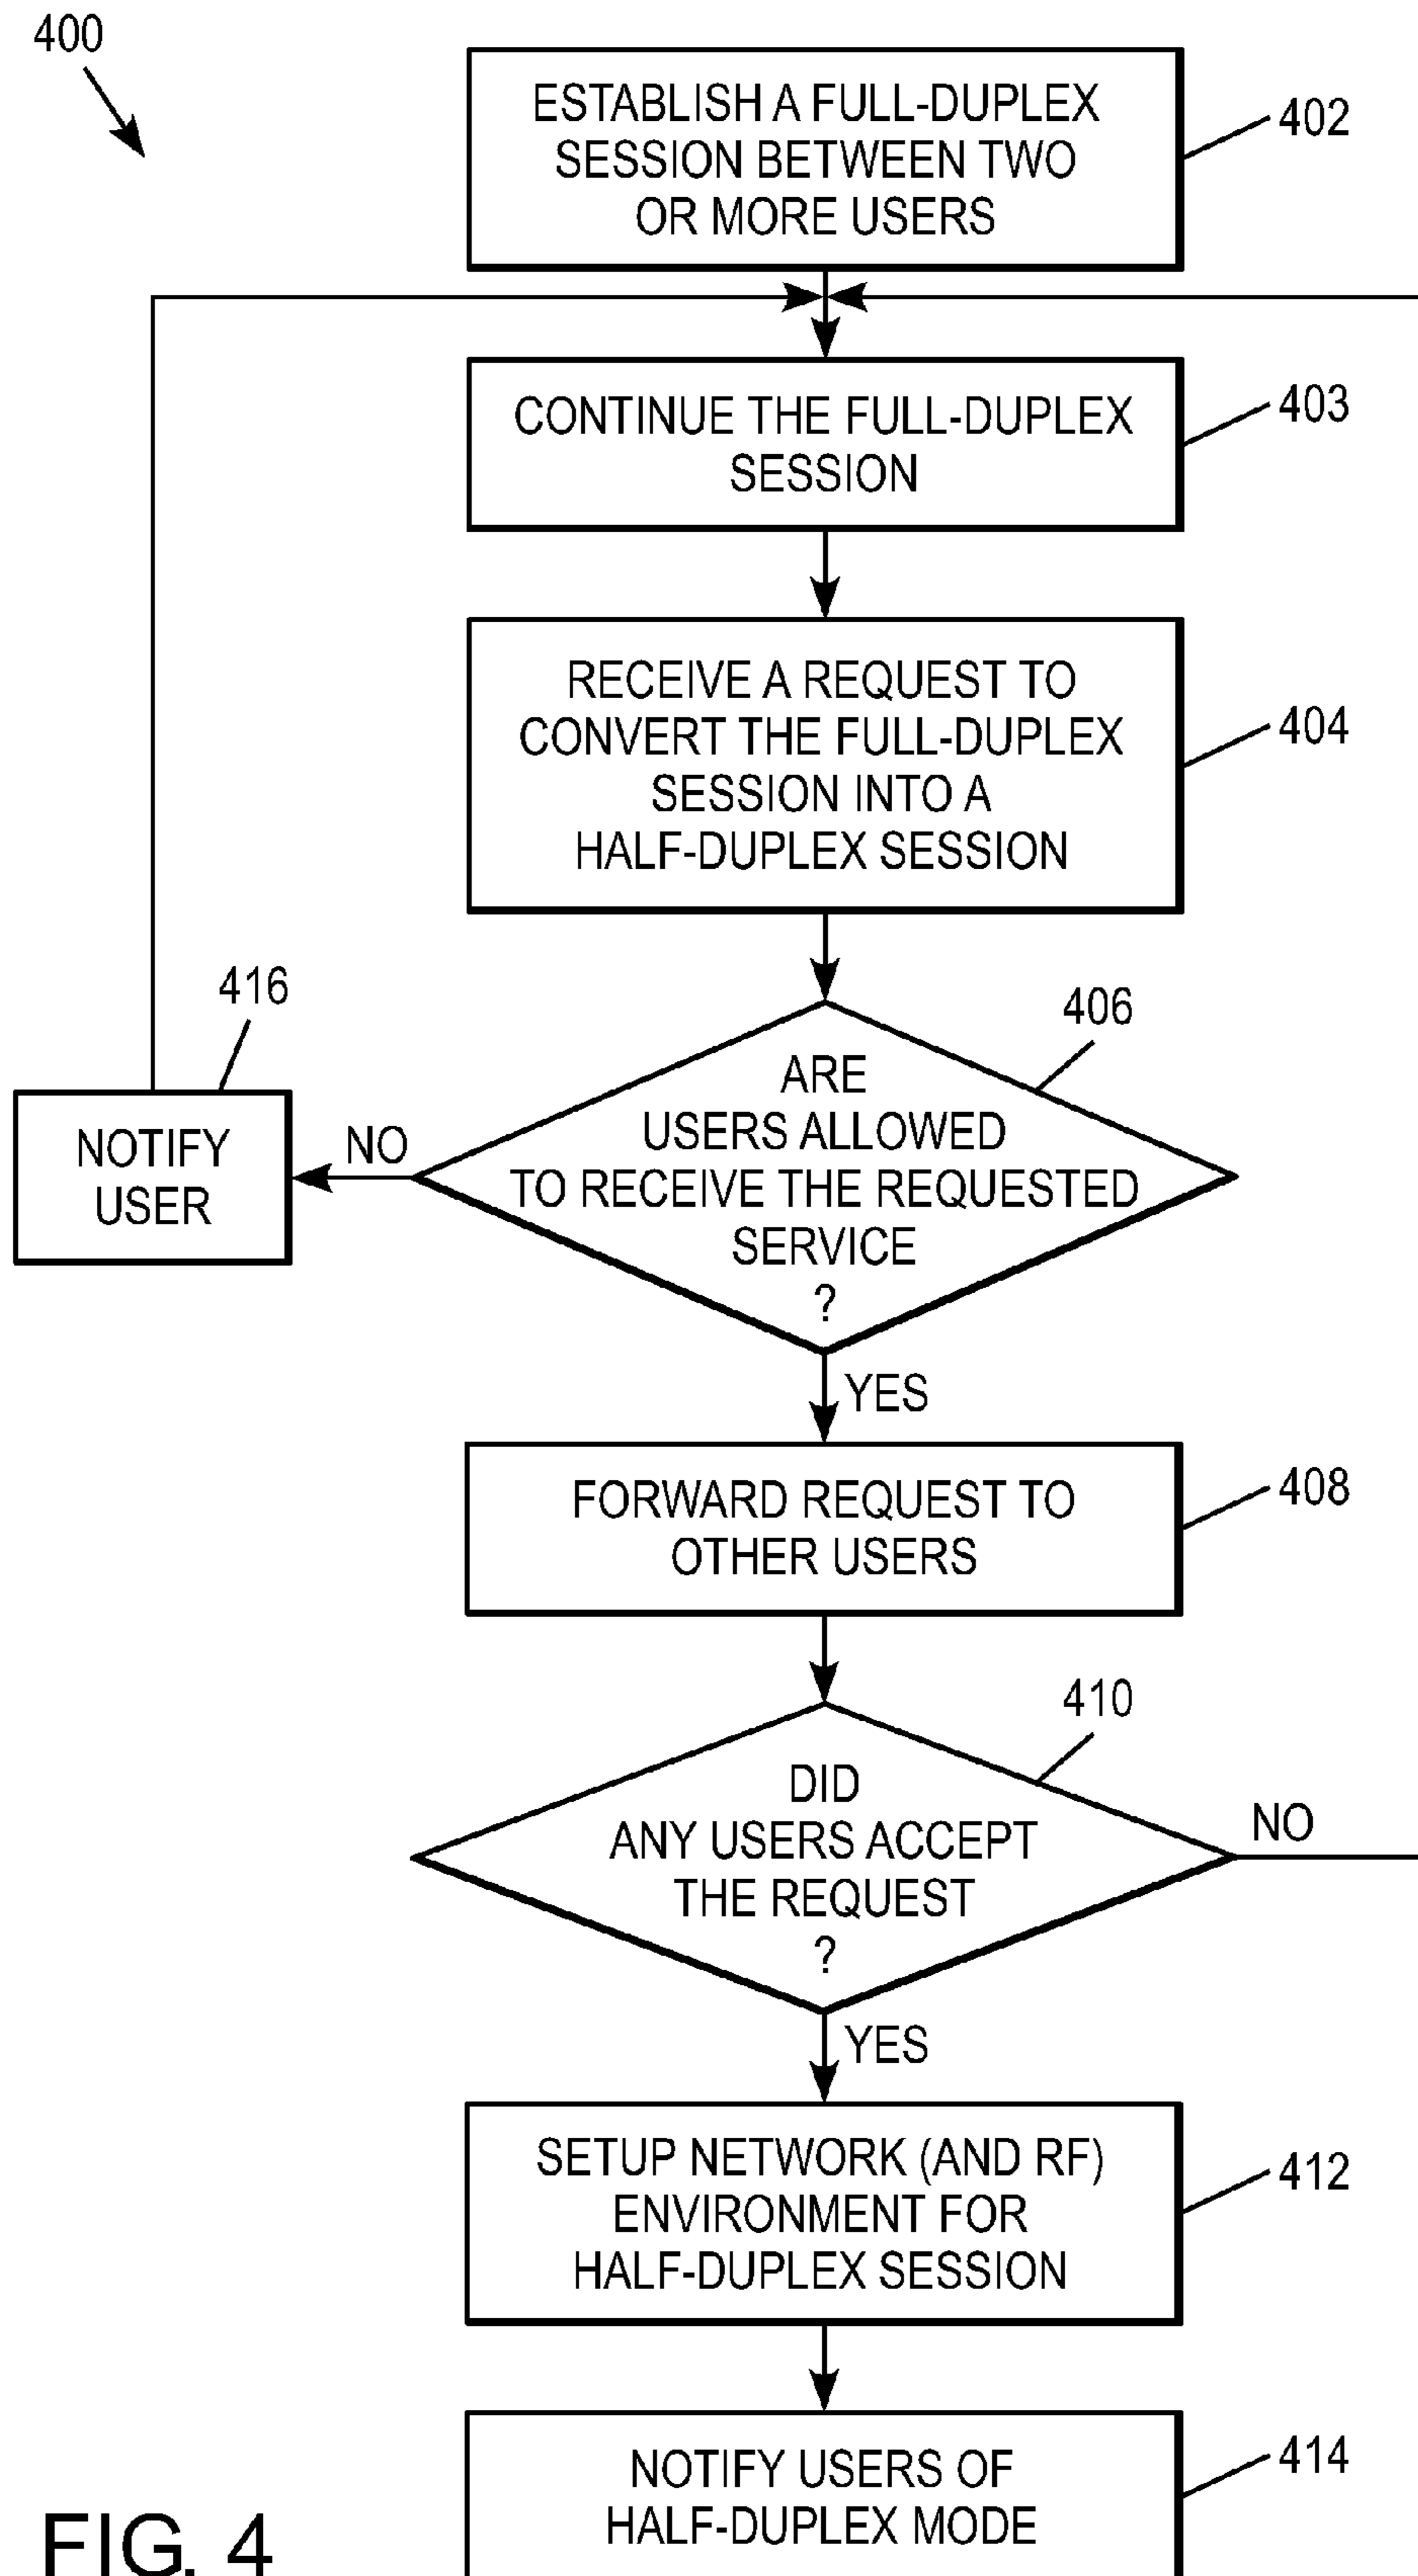 400
ESTABLISH A FULL-DUPLEX
SESSION BETWEEN TWO
OR MORE USERS
402
CONTINUE THE FULL-DUPLEX
SESSION
403
RECEIVE A REQUEST TO
CONVERT THE FULL-DUPLEX
SESSION INTO A
HALF-DUPLEX SESSION
404
416
NOTIFY
USER
NO
406
ARE
USERS ALLOWED
TO RECEIVE THE REQUESTED
SERVICE
?
YES
FORWARD REQUEST TO
OTHER USERS
408
410
DID
ANY USERS ACCEPT
THE REQUEST
?
NO
YES
SETUP NETWORK (AND RF)
ENVIRONMENT FOR
HALF-DUPLEX SESSION
412
NOTIFY USERS OF
HALF-DUPLEX MODE
414
FIG. 4